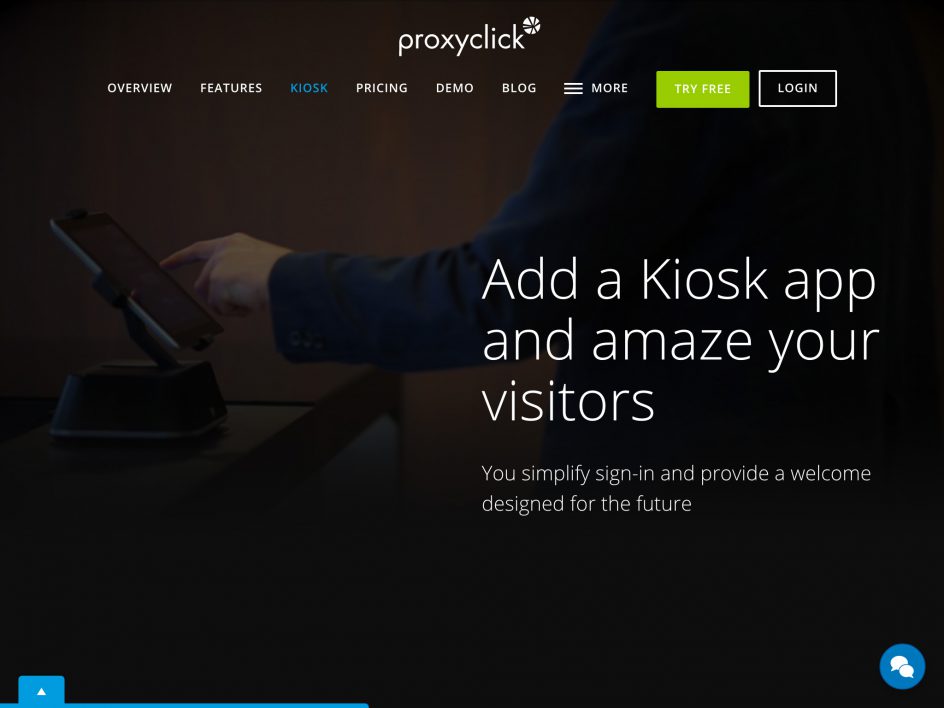 proxyclick
OVERVIEW FEATURES KIOSK PRICING DEMO BLOG MORE TRY FREE LOGIN
Add a Kiosk app
and amaze your
visitors
You simplify sign-in and provide a welcome
designed for the future